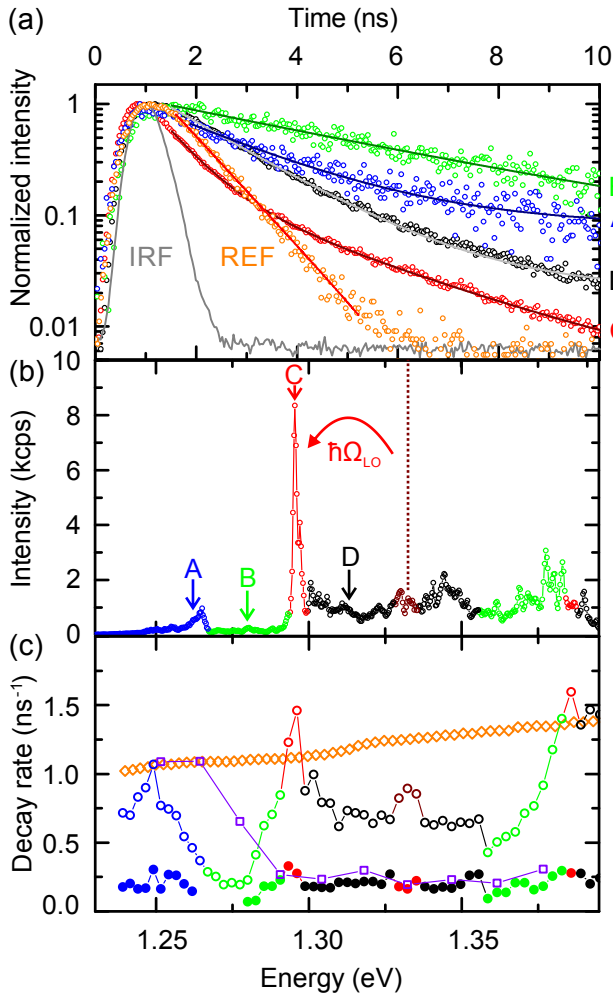 (a)
Time (ns)
0 2 4 6 8 10
Normalized intensity
1
0.1
0.01
IRF
REF
(b)
Intensity (kcps)
10
8
6
4
2
0
A
B
C
D
ħΩLO
(c)
Decay rate (ns⁻¹)
1.5
1.0
0.5
0.0
1.25 1.30 1.35
Energy (eV)